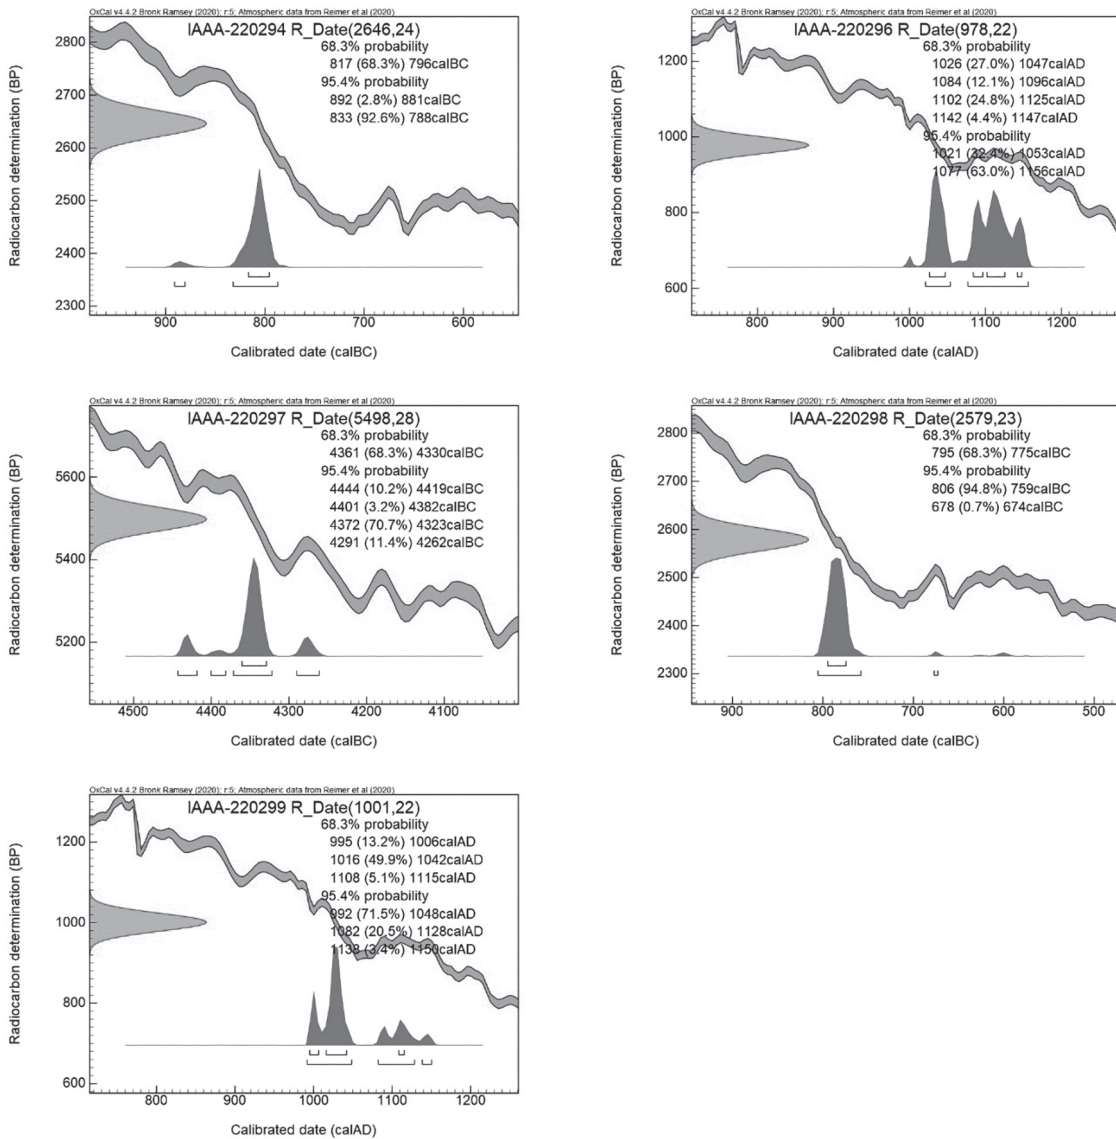 OxCal v4.4.2 Bronk Ramsey (2020); r:5; Atmospheric data from Reimer et al (2020)
IAAA-220294 R_Date(2646,24)
68.3% probability
817 (68.3%) 796calBC
95.4% probability
892 (2.8%) 881calBC
833 (92.6%) 788calBC
Radiocarbon determination (BP)
2800
2700
2600
2500
2400
2300
900 800 700 600
Calibrated date (calBC)
OxCal v4.4.2 Bronk Ramsey (2020); r:5; Atmospheric data from Reimer et al (2020)
IAAA-220296 R_Date(978,22)
68.3% probability
1026 (27.0%) 1047calAD
1084 (12.1%) 1096calAD
1102 (24.8%) 1125calAD
1142 (4.4%) 1147calAD
95.4% probability
1021 (32.4%) 1053calAD
1077 (63.0%) 1156calAD
Radiocarbon determination (BP)
1200
1000
800
600
800 900 1000 1100 1200
Calibrated date (calAD)
OxCal v4.4.2 Bronk Ramsey (2020); r:5; Atmospheric data from Reimer et al (2020)
IAAA-220297 R_Date(5498,28)
68.3% probability
4361 (68.3%) 4330calBC
95.4% probability
4444 (10.2%) 4419calBC
4401 (3.2%) 4382calBC
4372 (70.7%) 4323calBC
4291 (11.4%) 4262calBC
Radiocarbon determination (BP)
5600
5400
5200
4500 4400 4300 4200 4100
Calibrated date (calBC)
OxCal v4.4.2 Bronk Ramsey (2020); r:5; Atmospheric data from Reimer et al (2020)
IAAA-220298 R_Date(2579,23)
68.3% probability
795 (68.3%) 775calBC
95.4% probability
806 (94.8%) 759calBC
678 (0.7%) 674calBC
Radiocarbon determination (BP)
2800
2700
2600
2500
2400
2300
900 800 700 600 500
Calibrated date (calBC)
OxCal v4.4.2 Bronk Ramsey (2020); r:5; Atmospheric data from Reimer et al (2020)
IAAA-220299 R_Date(1001,22)
68.3% probability
995 (13.2%) 1006calAD
1016 (49.9%) 1042calAD
1108 (5.1%) 1115calAD
95.4% probability
992 (71.5%) 1048calAD
1082 (20.5%) 1128calAD
1138 (3.4%) 1150calAD
Radiocarbon determination (BP)
1200
1000
800
600
800 900 1000 1100 1200
Calibrated date (calAD)